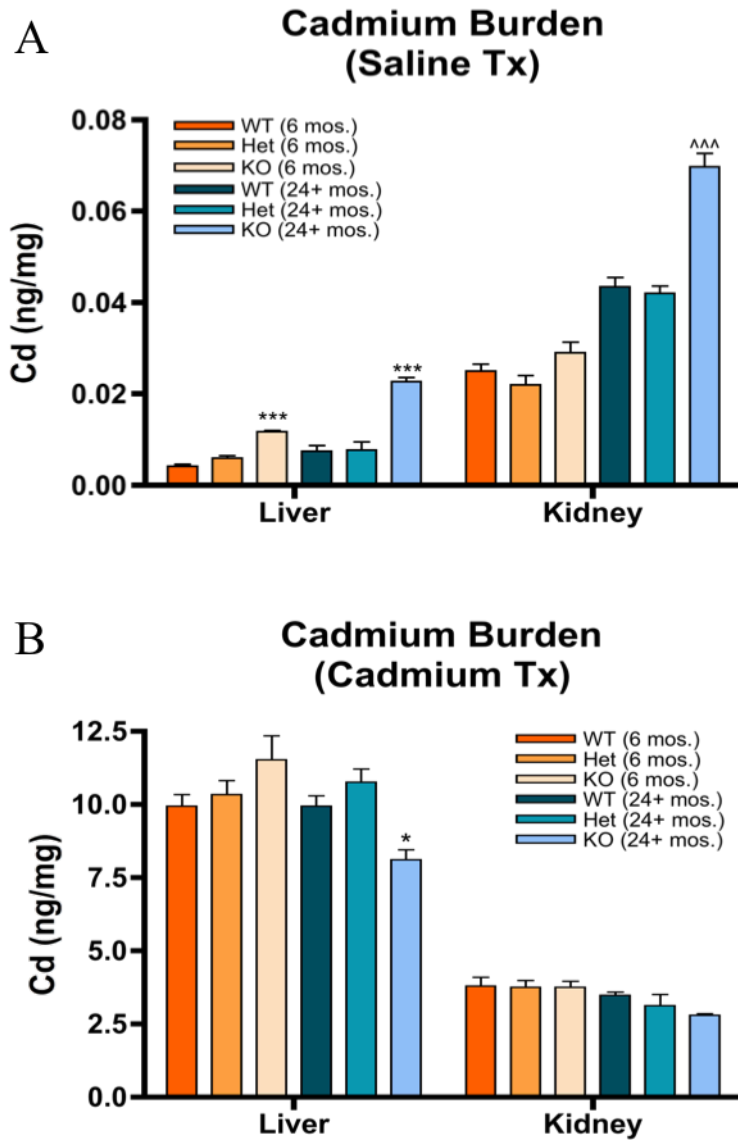 A
Cadmium Burden
(Saline Tx)
WT (6 mos.)
Het (6 mos.)
KO (6 mos.)
WT (24+ mos.)
Het (24+ mos.)
KO (24+ mos.)
Cd (ng/mg)
0.08
0.06
0.04
0.02
0.00
***
***
^^^
Liver
Kidney
B
Cadmium Burden
(Cadmium Tx)
WT (6 mos.)
Het (6 mos.)
KO (6 mos.)
WT (24+ mos.)
Het (24+ mos.)
KO (24+ mos.)
Cd (ng/mg)
12.5
10.0
7.5
5.0
2.5
0.0
*
Liver
Kidney